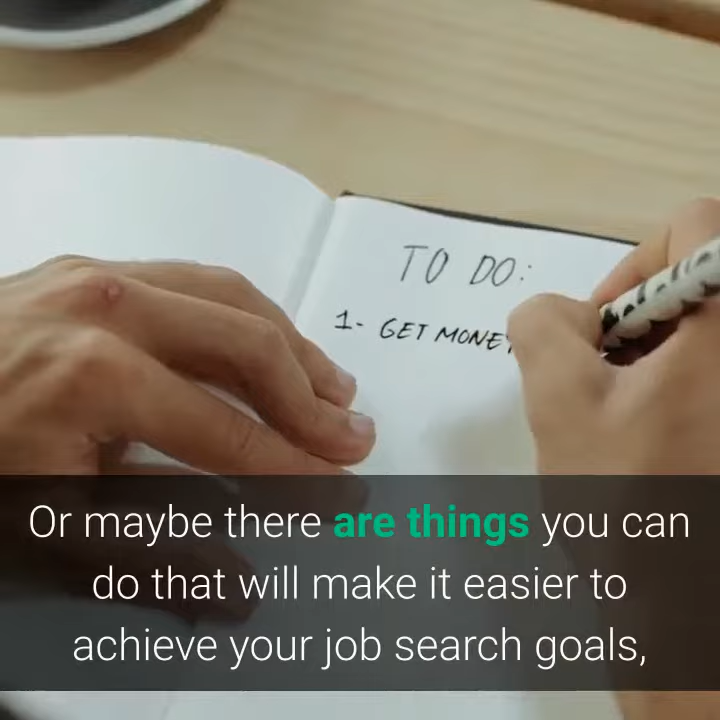 TO DO:
1- GET MONEY
Or maybe there are things you can
do that will make it easier to
achieve your job search goals,